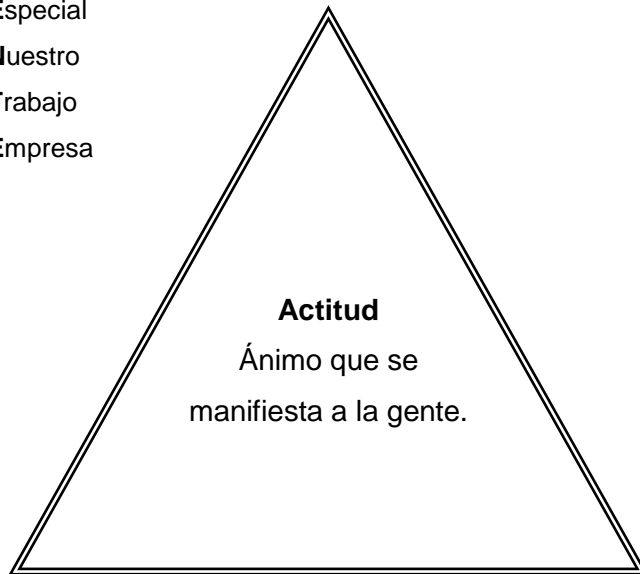 Especial
Nuestro
Trabajo
Empresa
Actitud
Ánimo que se
manifiesta a la gente.